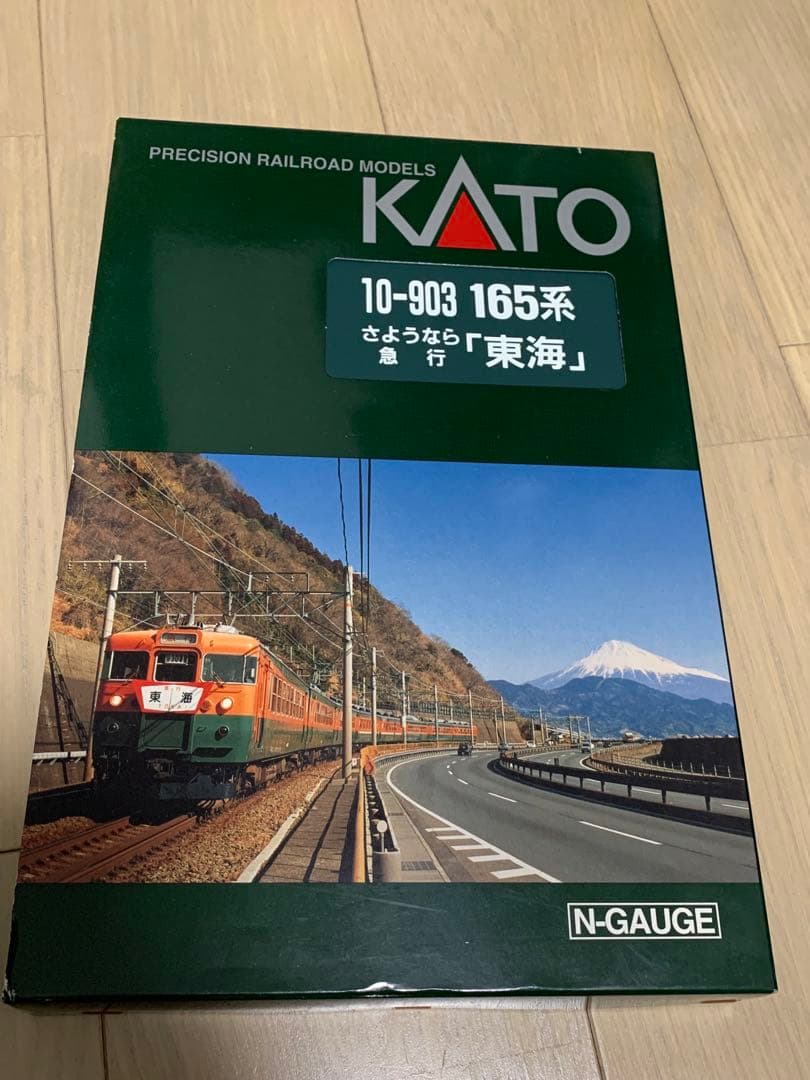 PRECISION RAILROAD MODELS
KATO
10-903 165系
さようなら
急行「東海」
東海
N-GAUGE